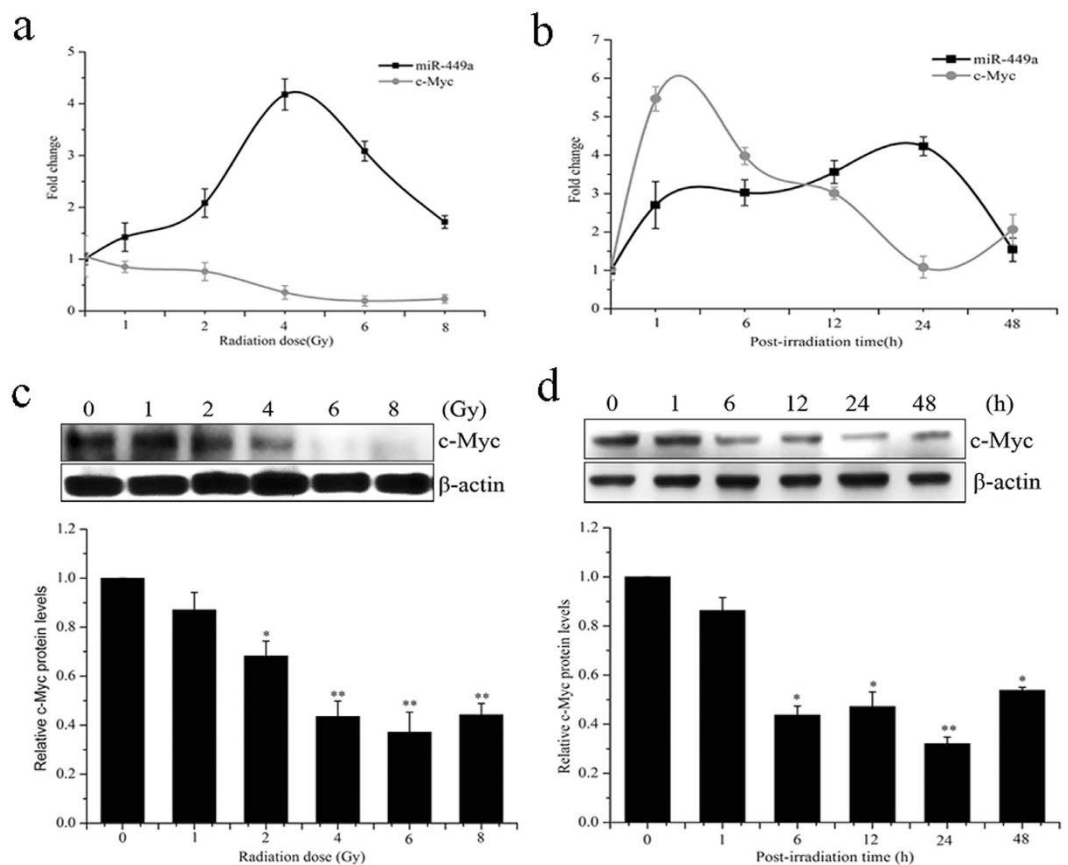 a
miR-449a
c-Myc
Fold change
5
4
3
2
1
0
1 2 4 6 8
Radiation dose(Gy)
b
miR-449a
c-Myc
Fold change
7
6
5
4
3
2
1
0
1 6 12 24 48
Post-irradiation time(h)
c
0 1 2 4 6 8 (Gy)
c-Myc
β-actin
Relative c-Myc protein levels
1.2
1.0
0.8
0.6
0.4
0.2
0.0
* ** ** **
0 1 2 4 6 8
Radiation dose (Gy)
d
0 1 6 12 24 48 (h)
c-Myc
β-actin
Relative c-Myc protein levels
1.2
1.0
0.8
0.6
0.4
0.2
0.0
* * ** *
0 1 6 12 24 48
Post-irradiation time (h)